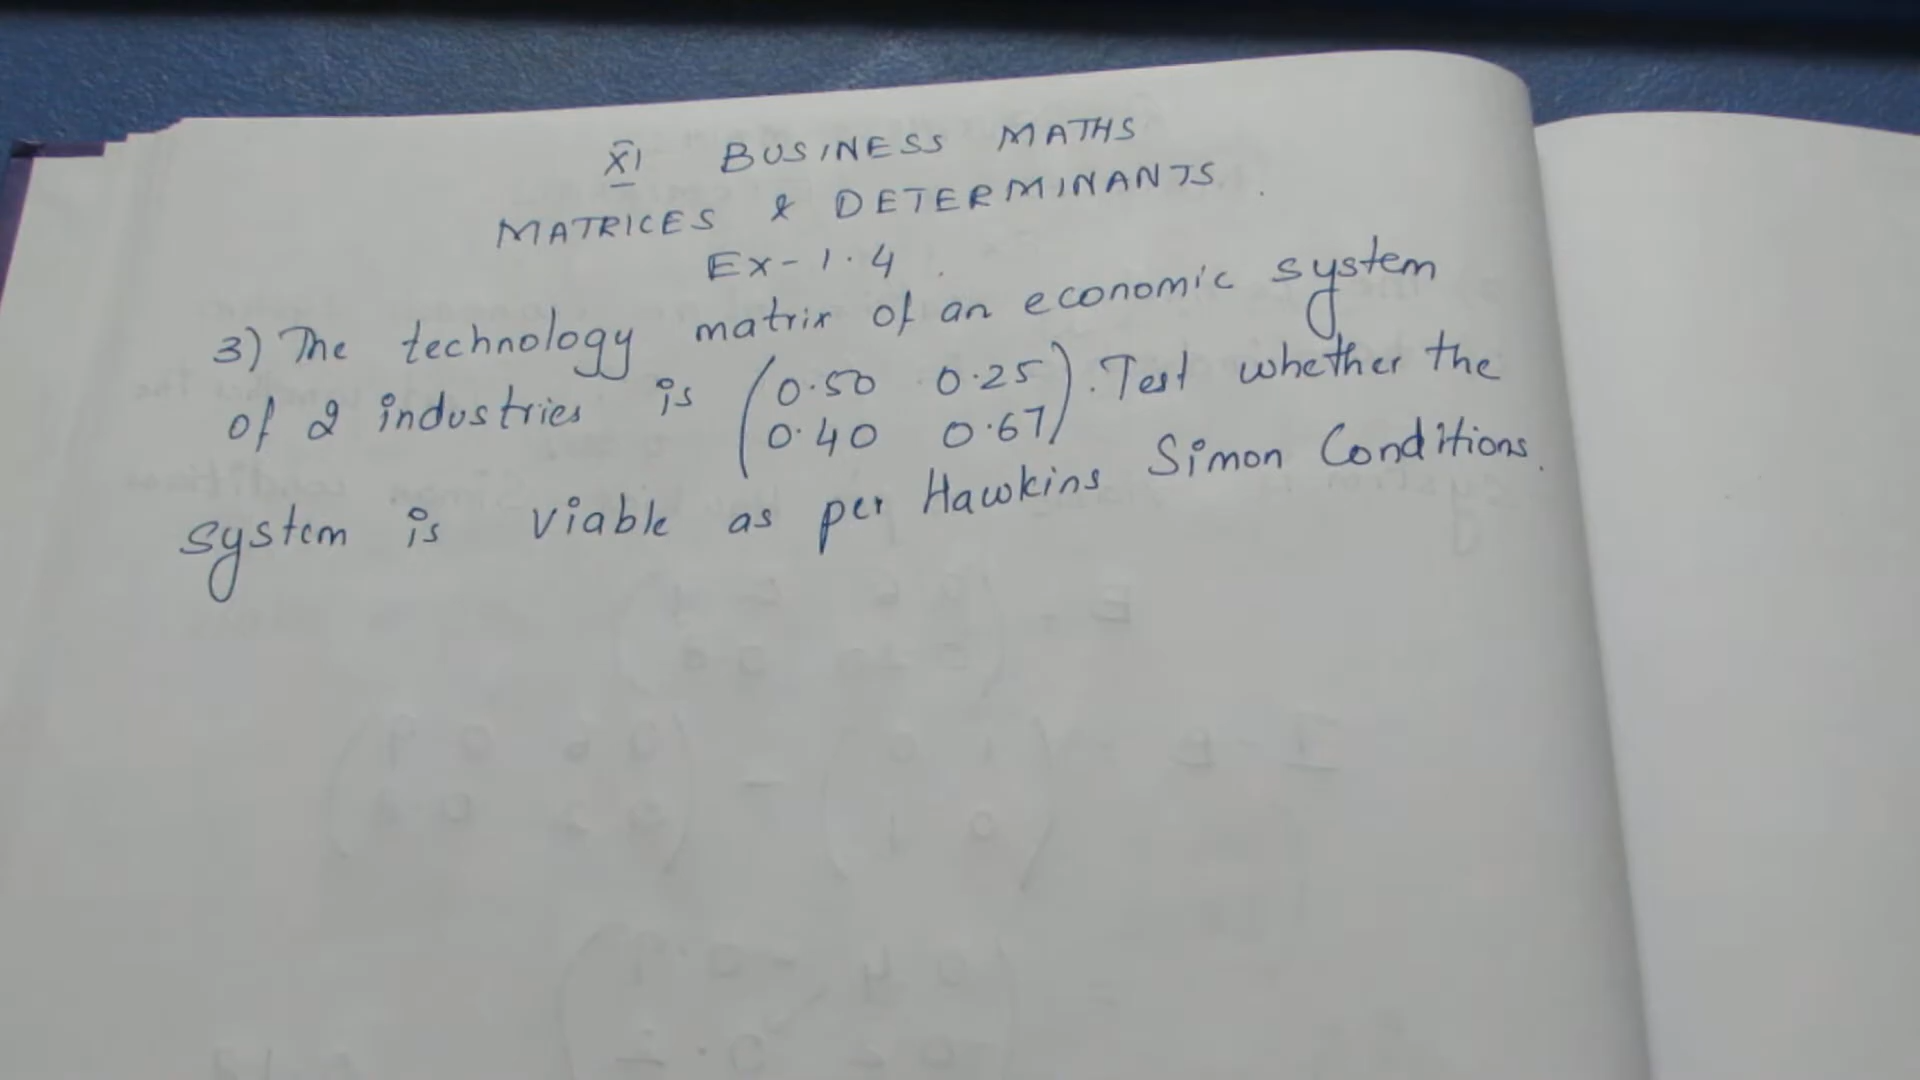 XI BUSINESS MATHS
MATRICES & DETERMINANTS.
Ex-1.4.
3) The technology matrix of an economic system
of 2 industries is (0.50 0.25
0.40 0.67). Test whether the
system is viable as per Hawkins Simon Conditions.